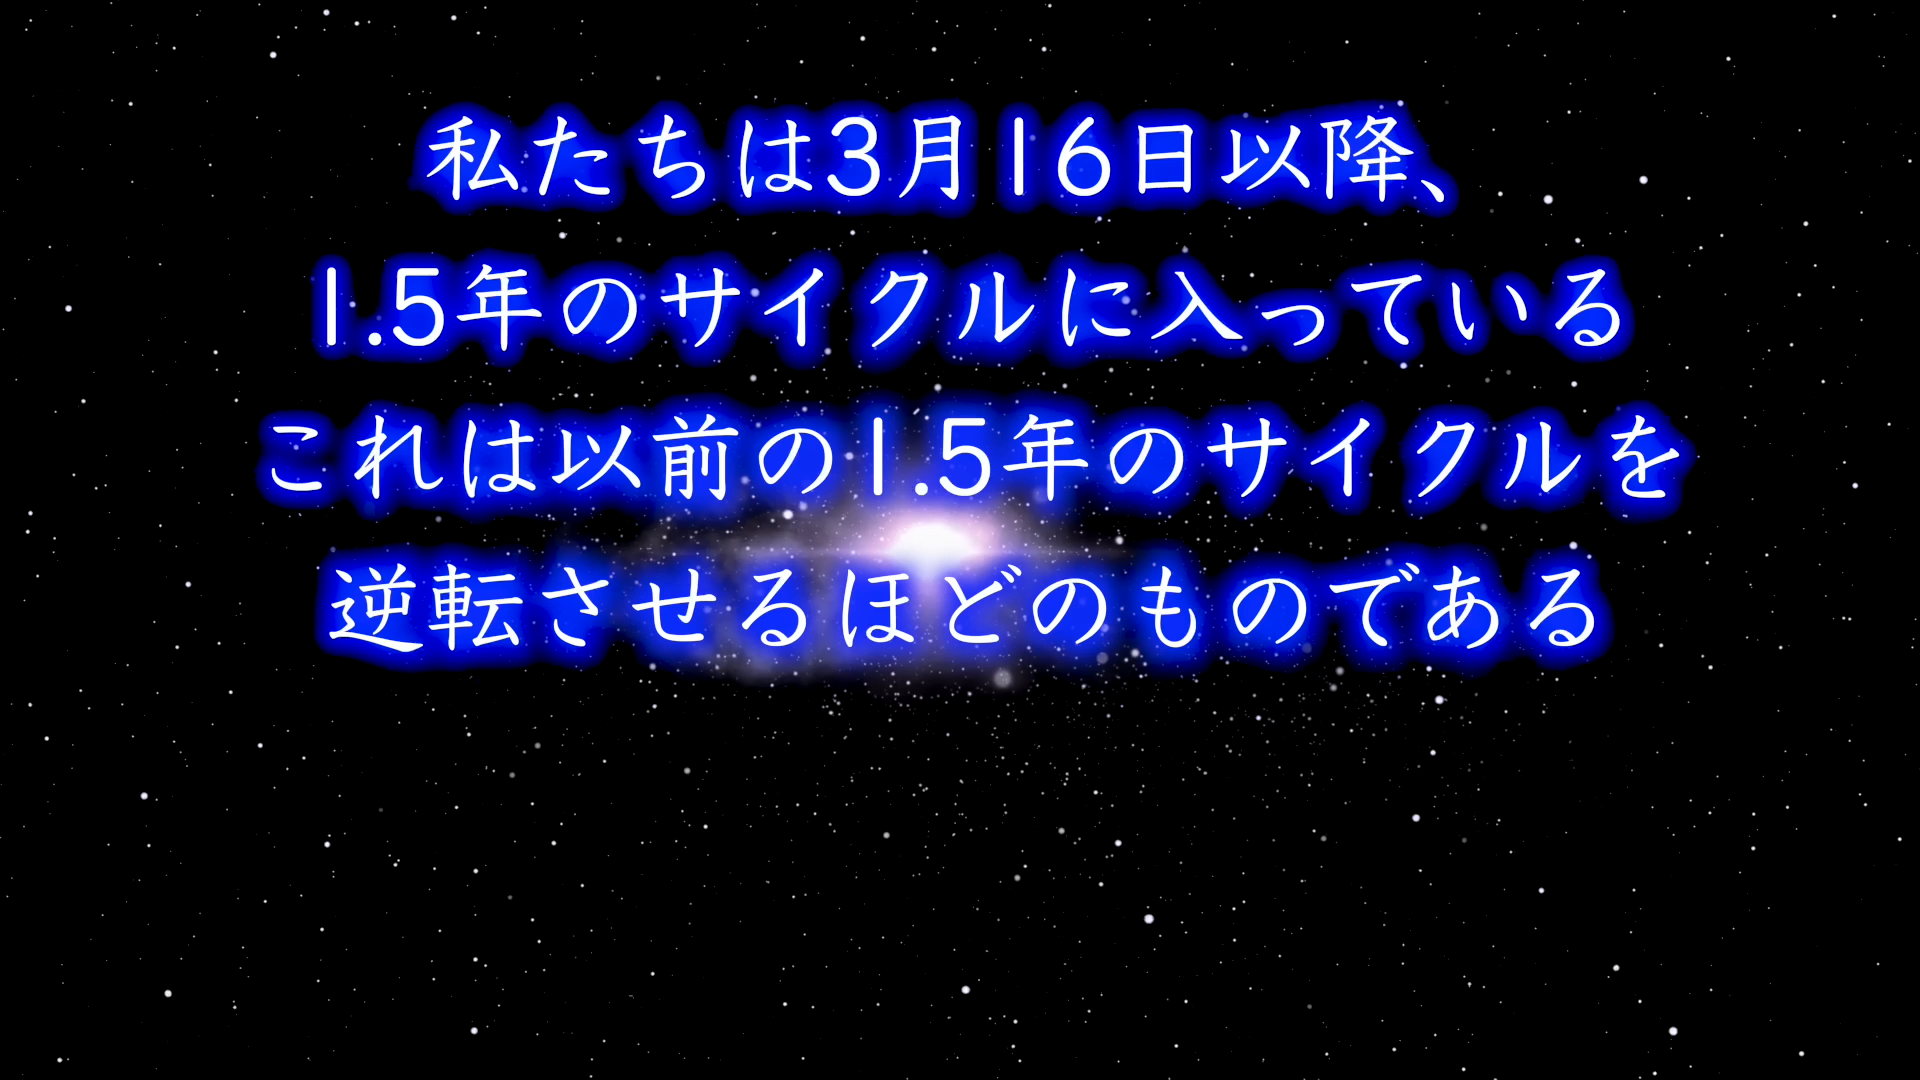 私たちは3月16日以降、
1.5年のサイクルに入っている
これは以前の1.5年のサイクルを
逆転させるほどのものである